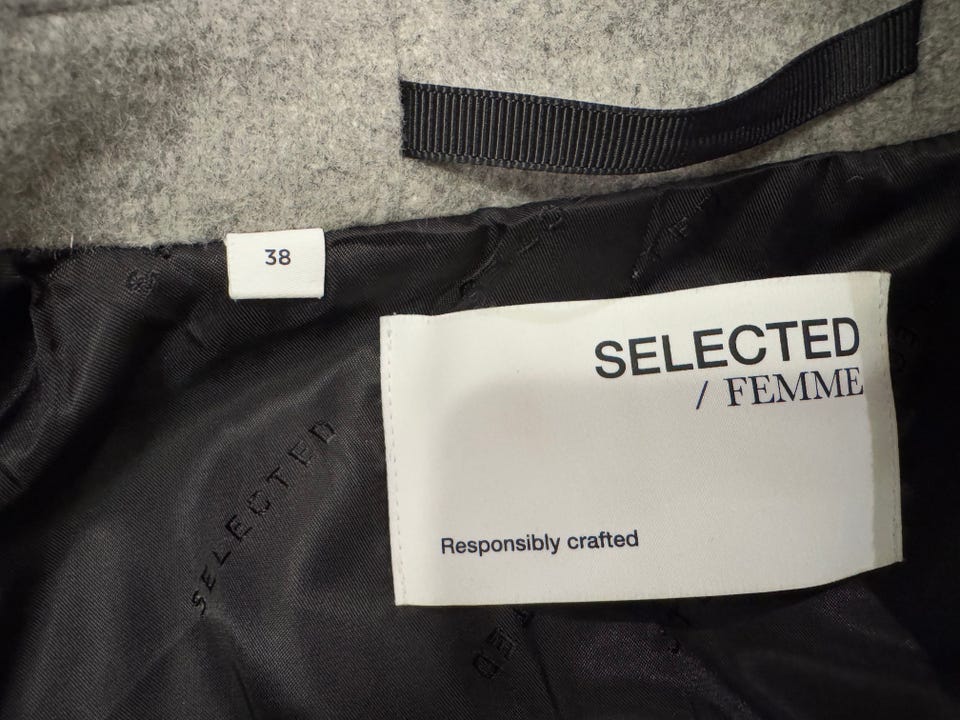 38
SELECTED
/ FEMME
Responsibly crafted
SELECTED